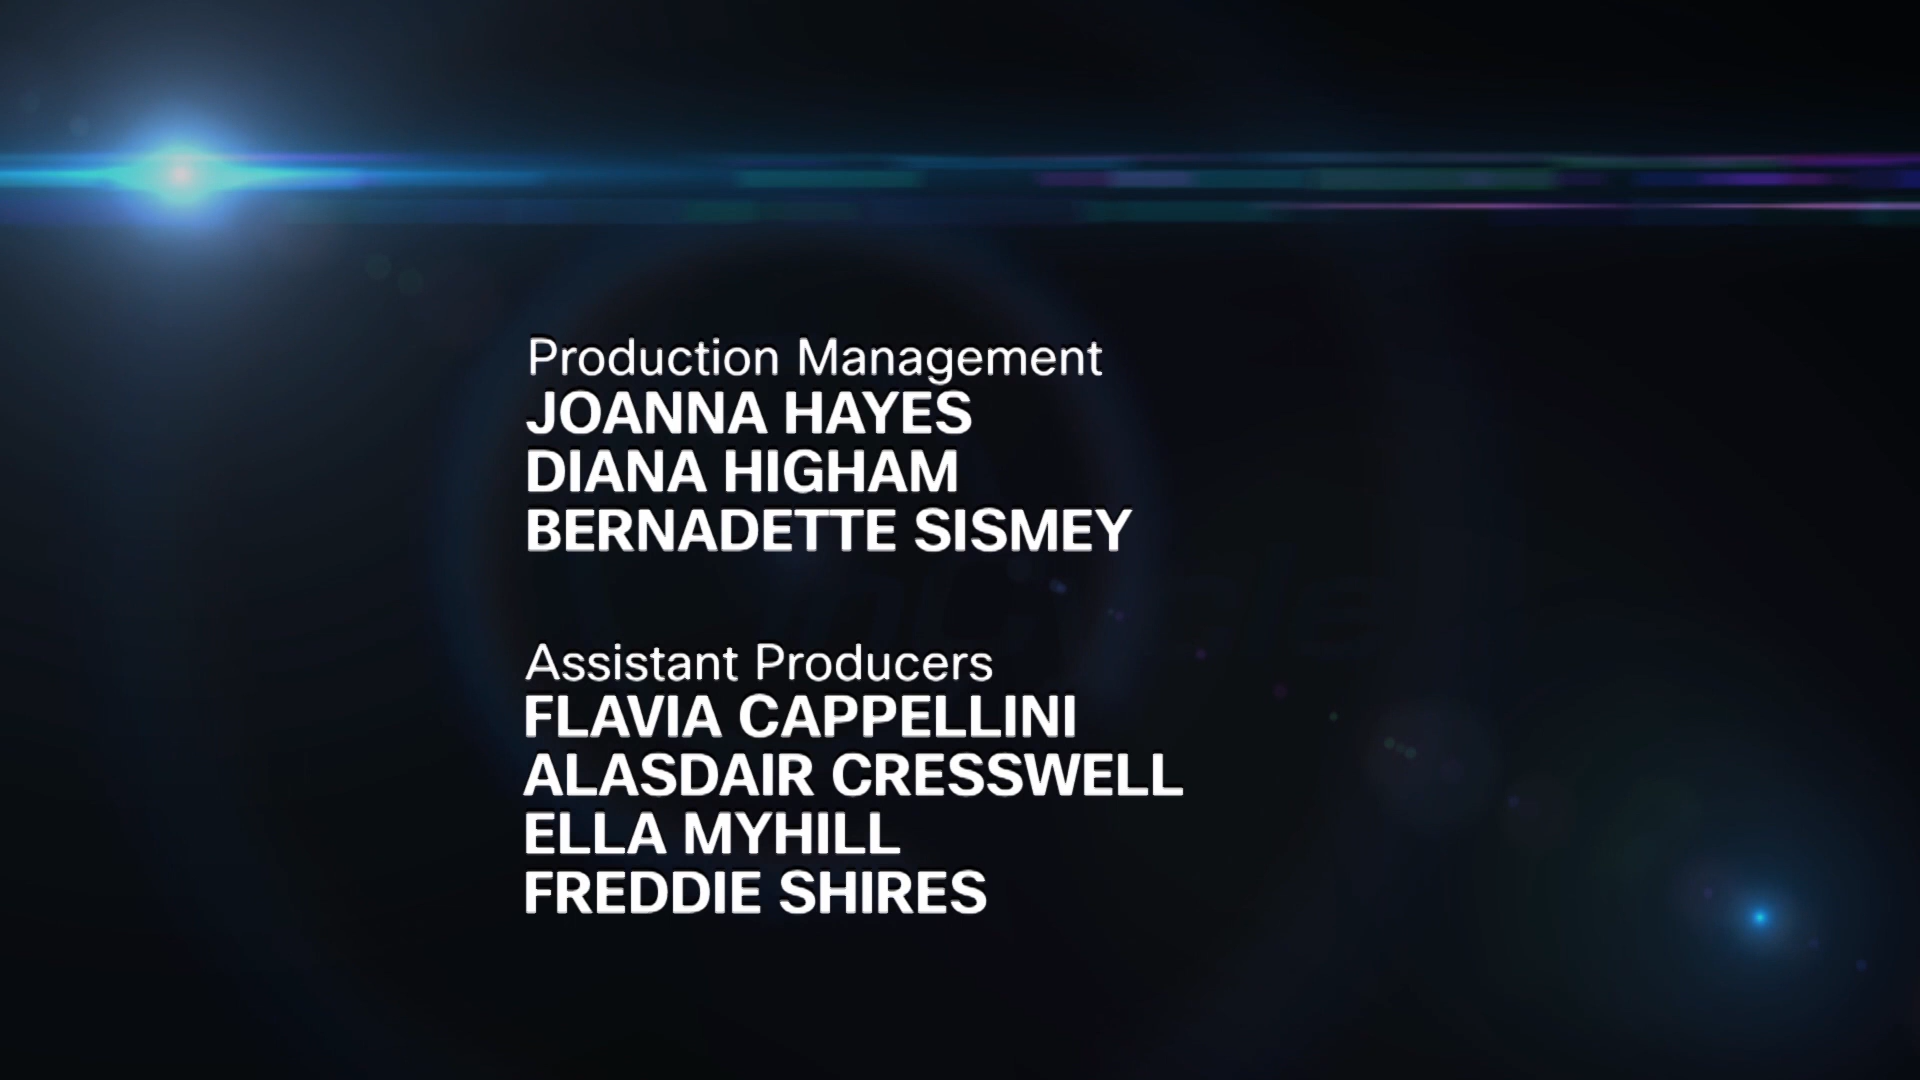 Production Management
JOANNA HAYES
DIANA HIGHAM
BERNADETTE SISMEY
Assistant Producers
FLAVIA CAPPELLINI
ALASDAIR CRESSWELL
ELLA MYHILL
FREDDIE SHIRES